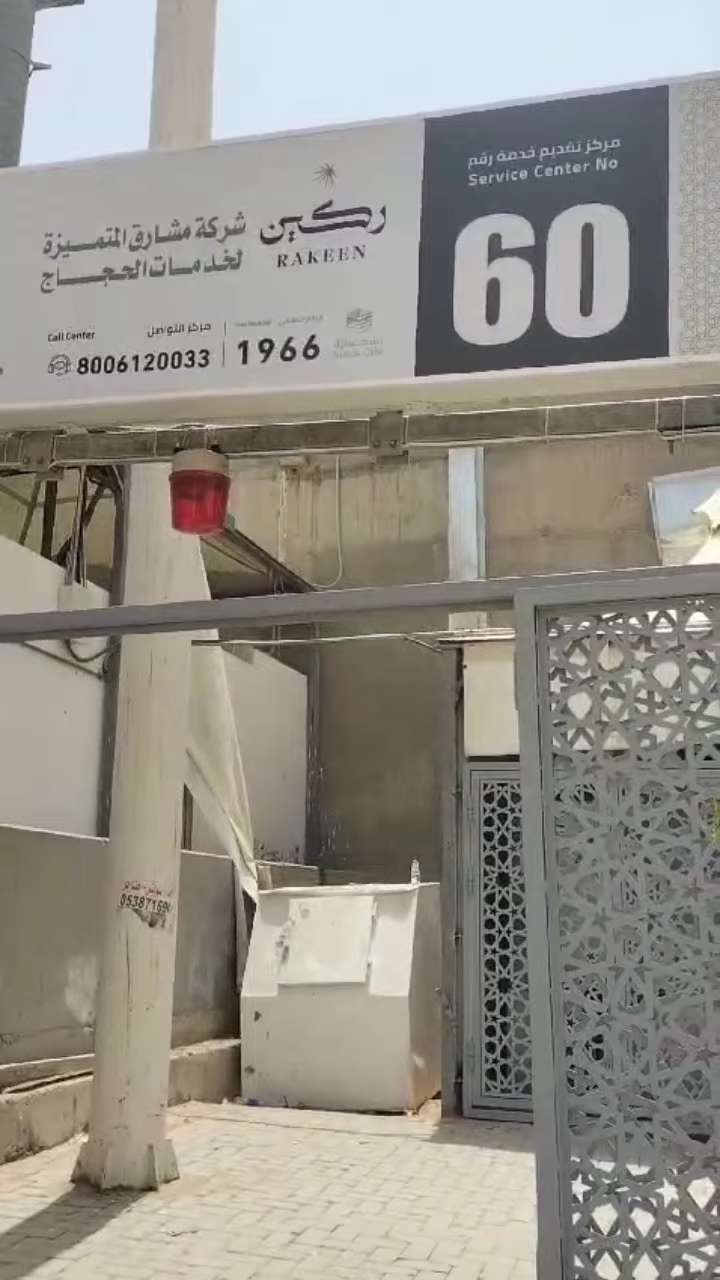 مركز تقديم خدمة رقم
Service Center No
60
ركين
RAKEEN
شركة مشارق المتميزة
لخدمات الحجاج
مركز التواصل
Call Center
8006120033
1966